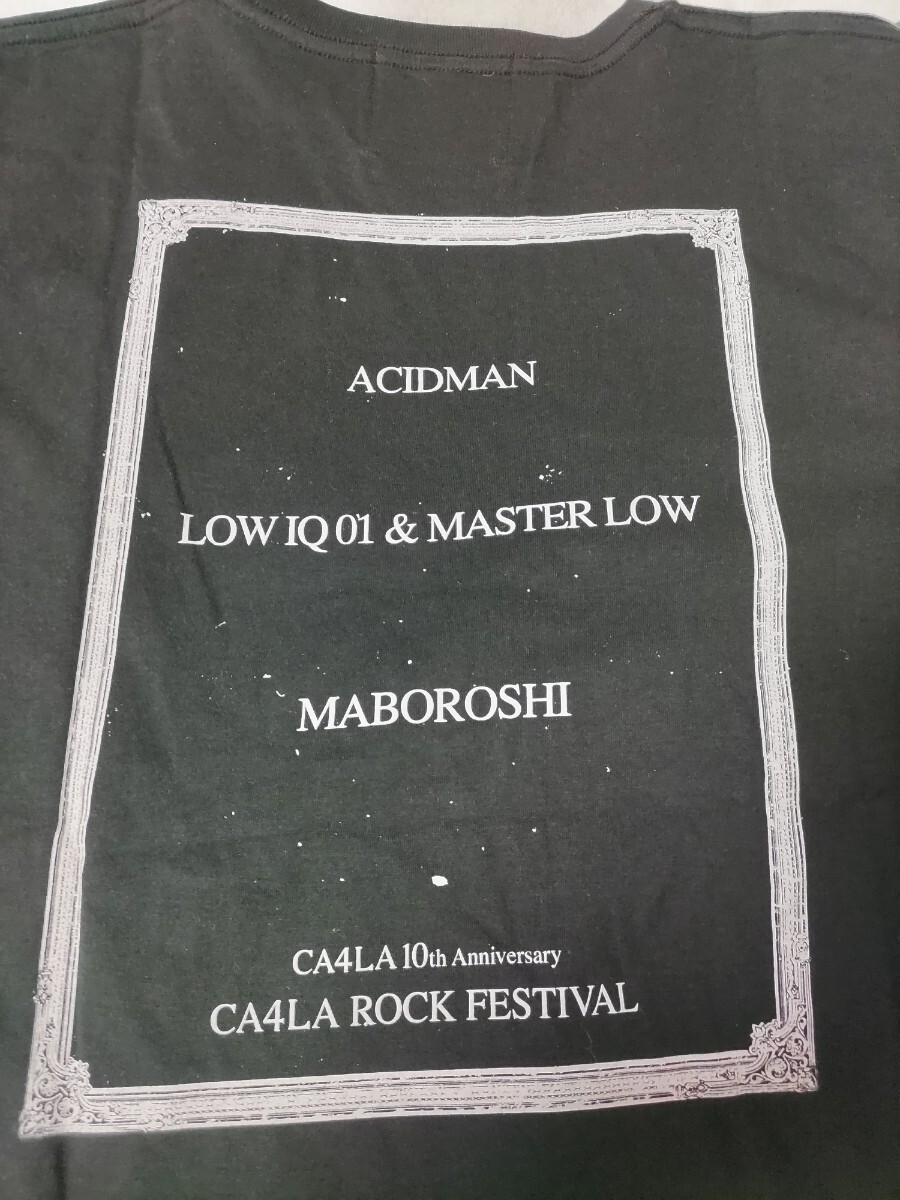 ACIDMAN
LOW IQ 01 & MASTER LOW
MABOROSHI
CA4LA 10th Anniversary
CA4LA ROCK FESTIVAL